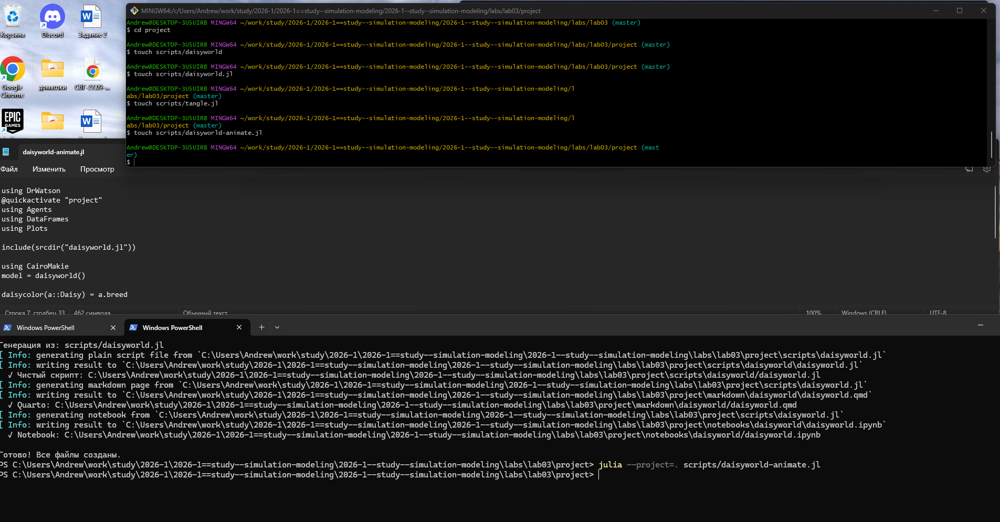 Корзина
Discord
Задание 2
Google Chrome
домашки
СВГ-27.09-...
EPIC GAMES
MINGW64:/c/Users/Andrew/work/study/2026-1/2026-1==study--simulation-modeling/2026-1--study--simulation-modeling/labs/lab03/project
Andrew@DESKTOP-3U5UIRB MINGW64 ~/work/study/2026-1/2026-1==study--simulation-modeling/2026-1--study--simulation-modeling/labs/lab03 (master)
$ cd project
Andrew@DESKTOP-3U5UIRB MINGW64 ~/work/study/2026-1/2026-1==study--simulation-modeling/2026-1--study--simulation-modeling/labs/lab03/project (master)
$ touch scripts/daisyworld
Andrew@DESKTOP-3U5UIRB MINGW64 ~/work/study/2026-1/2026-1==study--simulation-modeling/2026-1--study--simulation-modeling/labs/lab03/project (master)
$ touch scripts/daisyworld.jl
Andrew@DESKTOP-3U5UIRB MINGW64 ~/work/study/2026-1/2026-1==study--simulation-modeling/2026-1--study--simulation-modeling/l
abs/lab03/project (master)
$ touch scripts/tangle.jl
Andrew@DESKTOP-3U5UIRB MINGW64 ~/work/study/2026-1/2026-1==study--simulation-modeling/2026-1--study--simulation-modeling/l
abs/lab03/project (master)
$ touch scripts/daisyworld-animate.jl
Andrew@DESKTOP-3U5UIRB MINGW64 ~/work/study/2026-1/2026-1==study--simulation-modeling/2026-1--study--simulation-modeling/labs/lab03/project (mast
er)
$
daisyworld-animate.jl
Файл Изменить Просмотр
using DrWatson
@quickactivate "project"
using Agents
using DataFrames
using Plots
include(srcdir("daisyworld.jl"))
using CairoMakie
model = daisyworld()
daisycolor(a::Daisy) = a.breed
Строка 7, столбец 33 462 символа Обычный текст 100% Windows (CRLF) UTF-8
Windows PowerShell Windows PowerShell
Генерация из: scripts/daisyworld.jl
[ Info: generating plain script file from `C:\Users\Andrew\work\study\2026-1\2026-1==study--simulation-modeling\2026-1--study--simulation-modeling\labs\lab03\project\scripts\daisyworld.jl`
[ Info: writing result to `C:\Users\Andrew\work\study\2026-1\2026-1==study--simulation-modeling\2026-1--study--simulation-modeling\labs\lab03\project\scripts\daisyworld\daisyworld.jl`
✓ Чистый скрипт: C:\Users\Andrew\work\study\2026-1\2026-1==study--simulation-modeling\2026-1--study--simulation-modeling\labs\lab03\project\scripts\daisyworld/daisyworld.jl
[ Info: generating markdown page from `C:\Users\Andrew\work\study\2026-1\2026-1==study--simulation-modeling\2026-1--study--simulation-modeling\labs\lab03\project\scripts\daisyworld.jl`
[ Info: writing result to `C:\Users\Andrew\work\study\2026-1\2026-1==study--simulation-modeling\2026-1--study--simulation-modeling\labs\lab03\project\markdown\daisyworld\daisyworld.qmd`
✓ Quarto: C:\Users\Andrew\work\study\2026-1\2026-1==study--simulation-modeling\2026-1--study--simulation-modeling\labs\lab03\project\markdown\daisyworld/daisyworld.qmd
[ Info: generating notebook from `C:\Users\Andrew\work\study\2026-1\2026-1==study--simulation-modeling\2026-1--study--simulation-modeling\labs\lab03\project\scripts\daisyworld.jl`
[ Info: writing result to `C:\Users\Andrew\work\study\2026-1\2026-1==study--simulation-modeling\2026-1--study--simulation-modeling\labs\lab03\project\notebooks\daisyworld\daisyworld.ipynb`
✓ Notebook: C:\Users\Andrew\work\study\2026-1\2026-1==study--simulation-modeling\2026-1--study--simulation-modeling\labs\lab03\project\notebooks\daisyworld/daisyworld.ipynb
Готово! Все файлы созданы.
PS C:\Users\Andrew\work\study\2026-1\2026-1==study--simulation-modeling\2026-1--study--simulation-modeling\labs\lab03\project> julia --project=. scripts/daisyworld-animate.jl
PS C:\Users\Andrew\work\study\2026-1\2026-1==study--simulation-modeling\2026-1--study--simulation-modeling\labs\lab03\project>